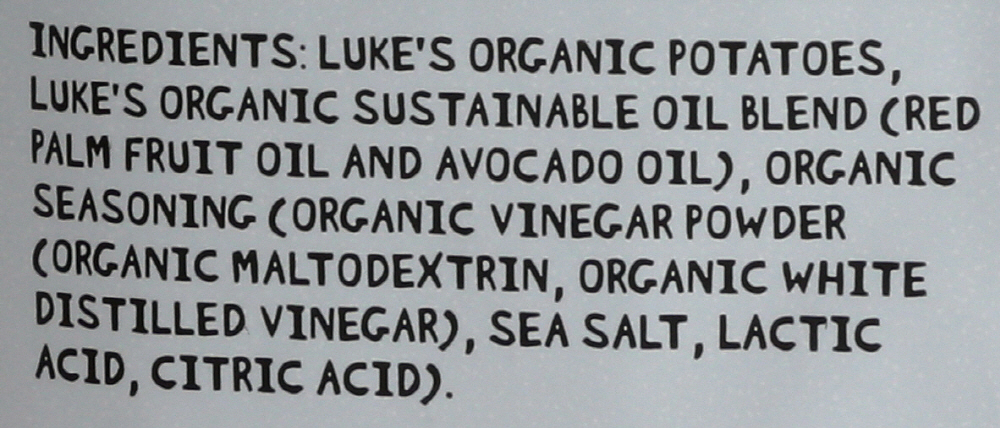 INGREDIENTS: LUKE'S ORGANIC POTATOES,
LUKE'S ORGANIC SUSTAINABLE OIL BLEND (RED
PALM FRUIT OIL AND AVOCADO OIL), ORGANIC
SEASONING (ORGANIC VINEGAR POWDER
(ORGANIC MALTODEXTRIN, ORGANIC WHITE
DISTILLED VINEGAR), SEA SALT, LACTIC
ACID, CITRIC ACID).